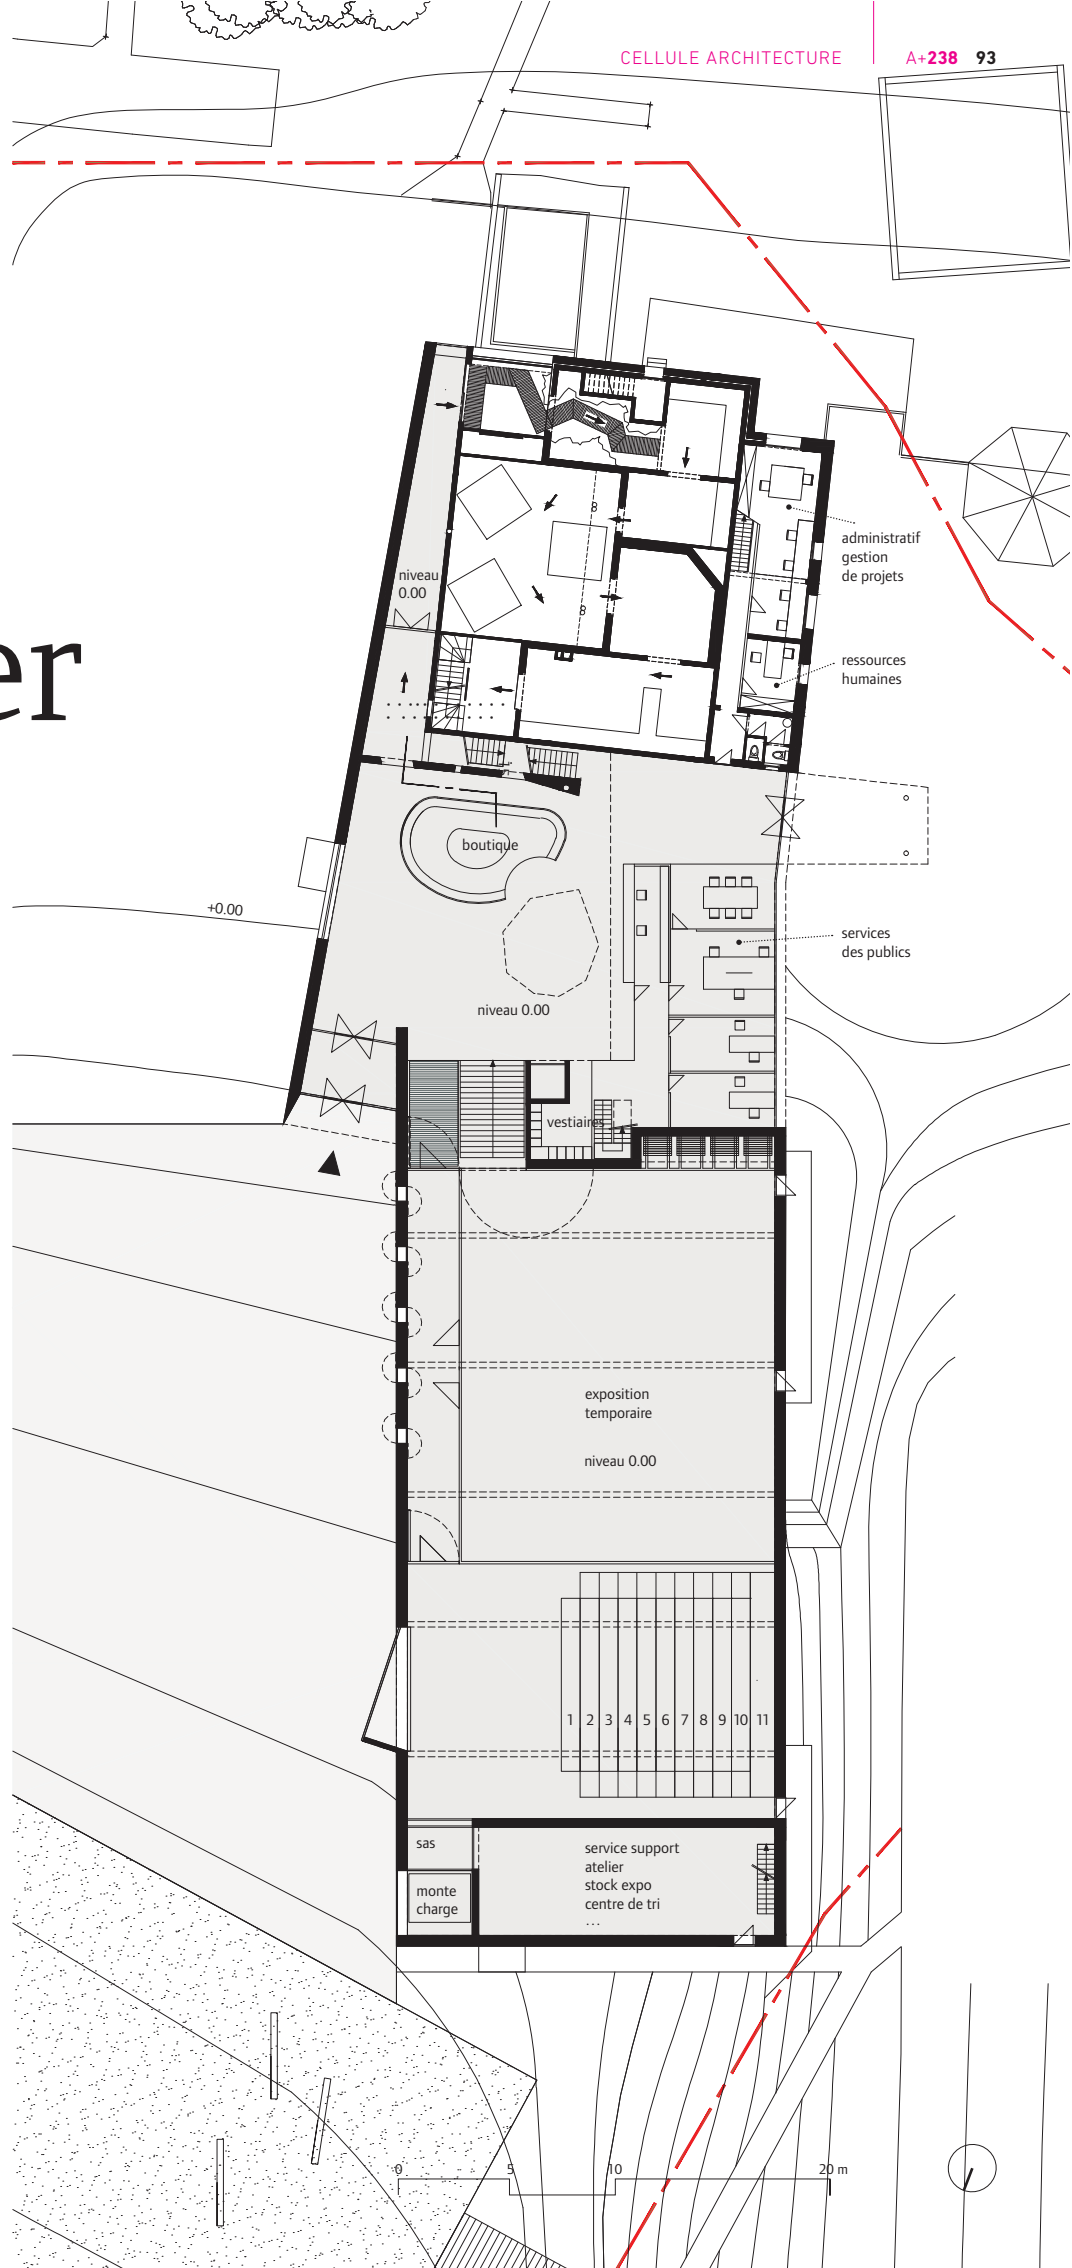 CELLULE ARCHITECTURE A+238 93
er
administratif
gestion
de projets
niveau
0.00
8
8
ressources
humaines
boutique
+0.00
services
des publics
niveau 0.00
vestiaires
exposition
temporaire
niveau 0.00
1 2 3 4 5 6 7 8 9 10 11
sas
service support
atelier
stock expo
centre de tri
...
monte
charge
0 5 10 20 m